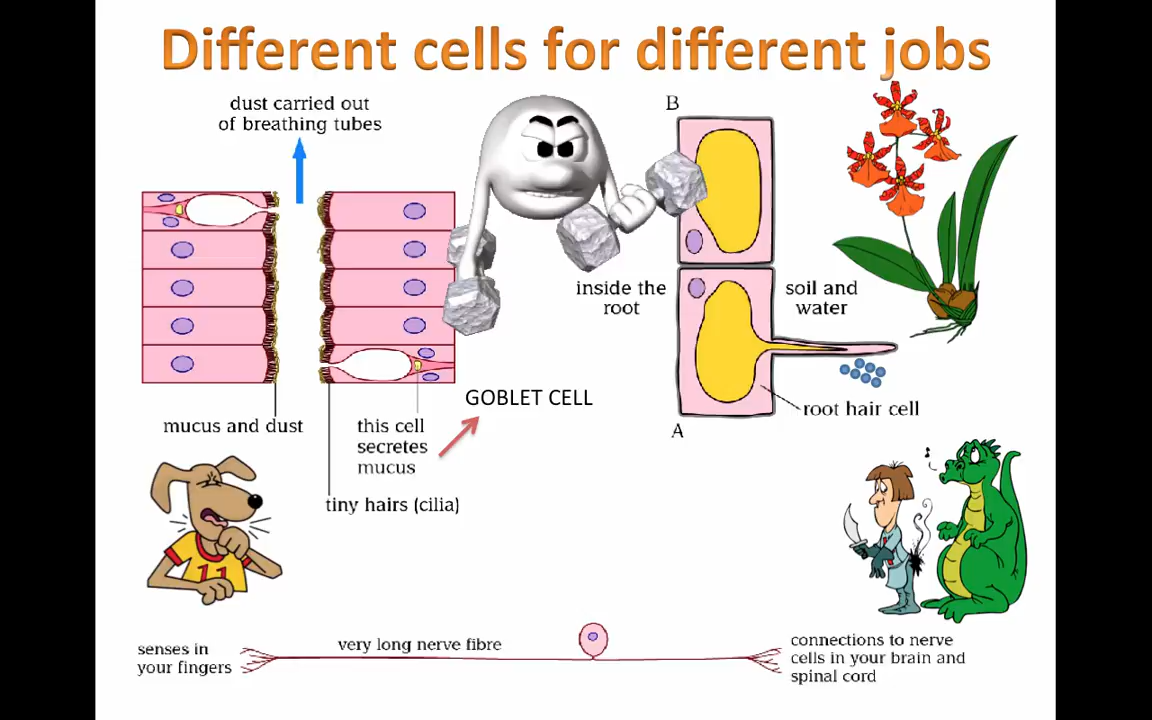 Different cells for different jobs
dust carried out
of breathing tubes
B
inside the
root
soil and
water
GOBLET CELL
root hair cell
mucus and dust
this cell
secretes
mucus
A
tiny hairs (cilia)
11
senses in
your fingers
very long nerve fibre
connections to nerve
cells in your brain and
spinal cord